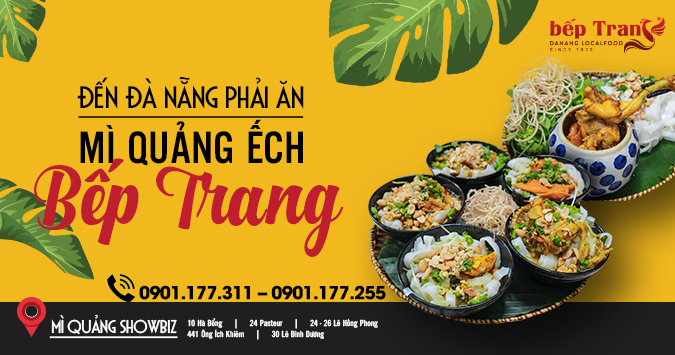 bếp Trang
DANANG LOCALFOOD
SINCE 1972
ĐẾN ĐÀ NẴNG PHẢI ĂN
MÌ QUẢNG ẾCH
Bếp Trang
0901.177.311 – 0901.177.255
MÌ QUẢNG SHOWBIZ
10 Hà Bổng | 24 Pasteur | 24 - 26 Lê Hồng Phong
441 Ông Ích Khiêm | 30 Lê Đình Dương